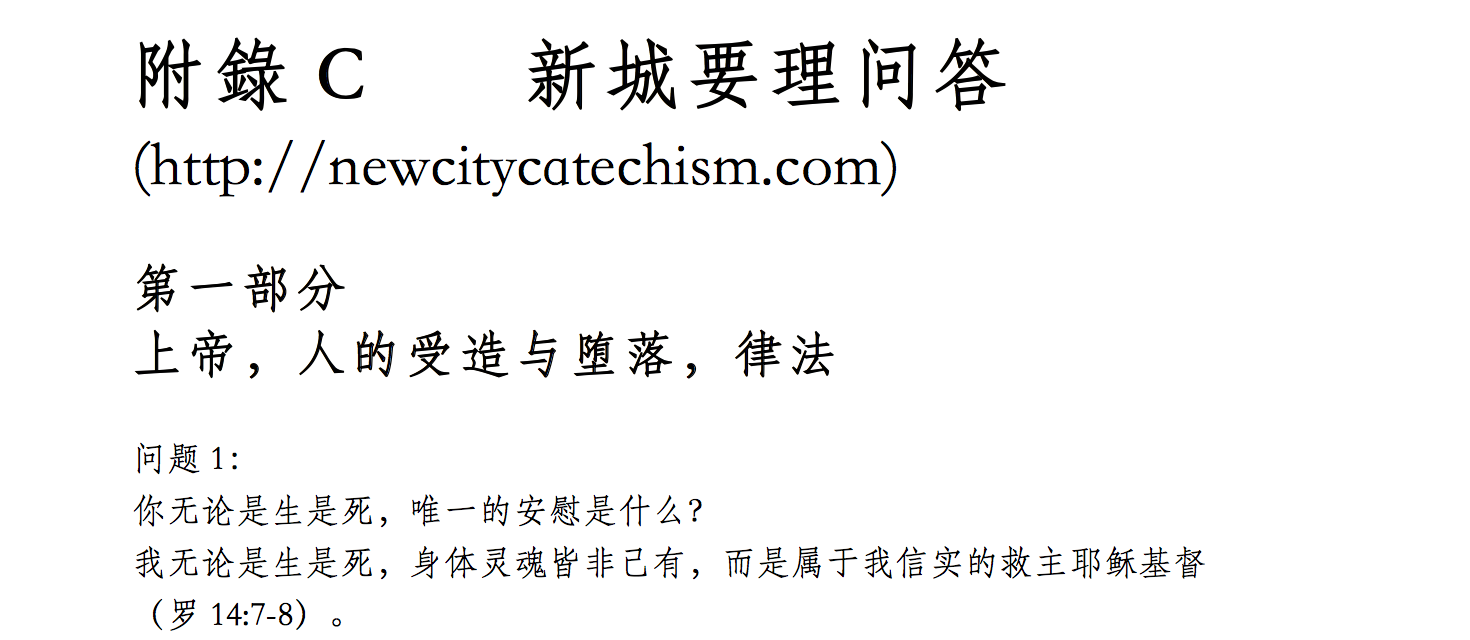 附錄 C 新城要理问答
(http://newcitycatechism.com)
第一部分
上帝，人的受造与堕落，律法
问题 1：
你无论是生是死，唯一的安慰是什么？
我无论是生是死，身体灵魂皆非己有，而是属于我信实的救主耶稣基督
（罗 14:7-8）。